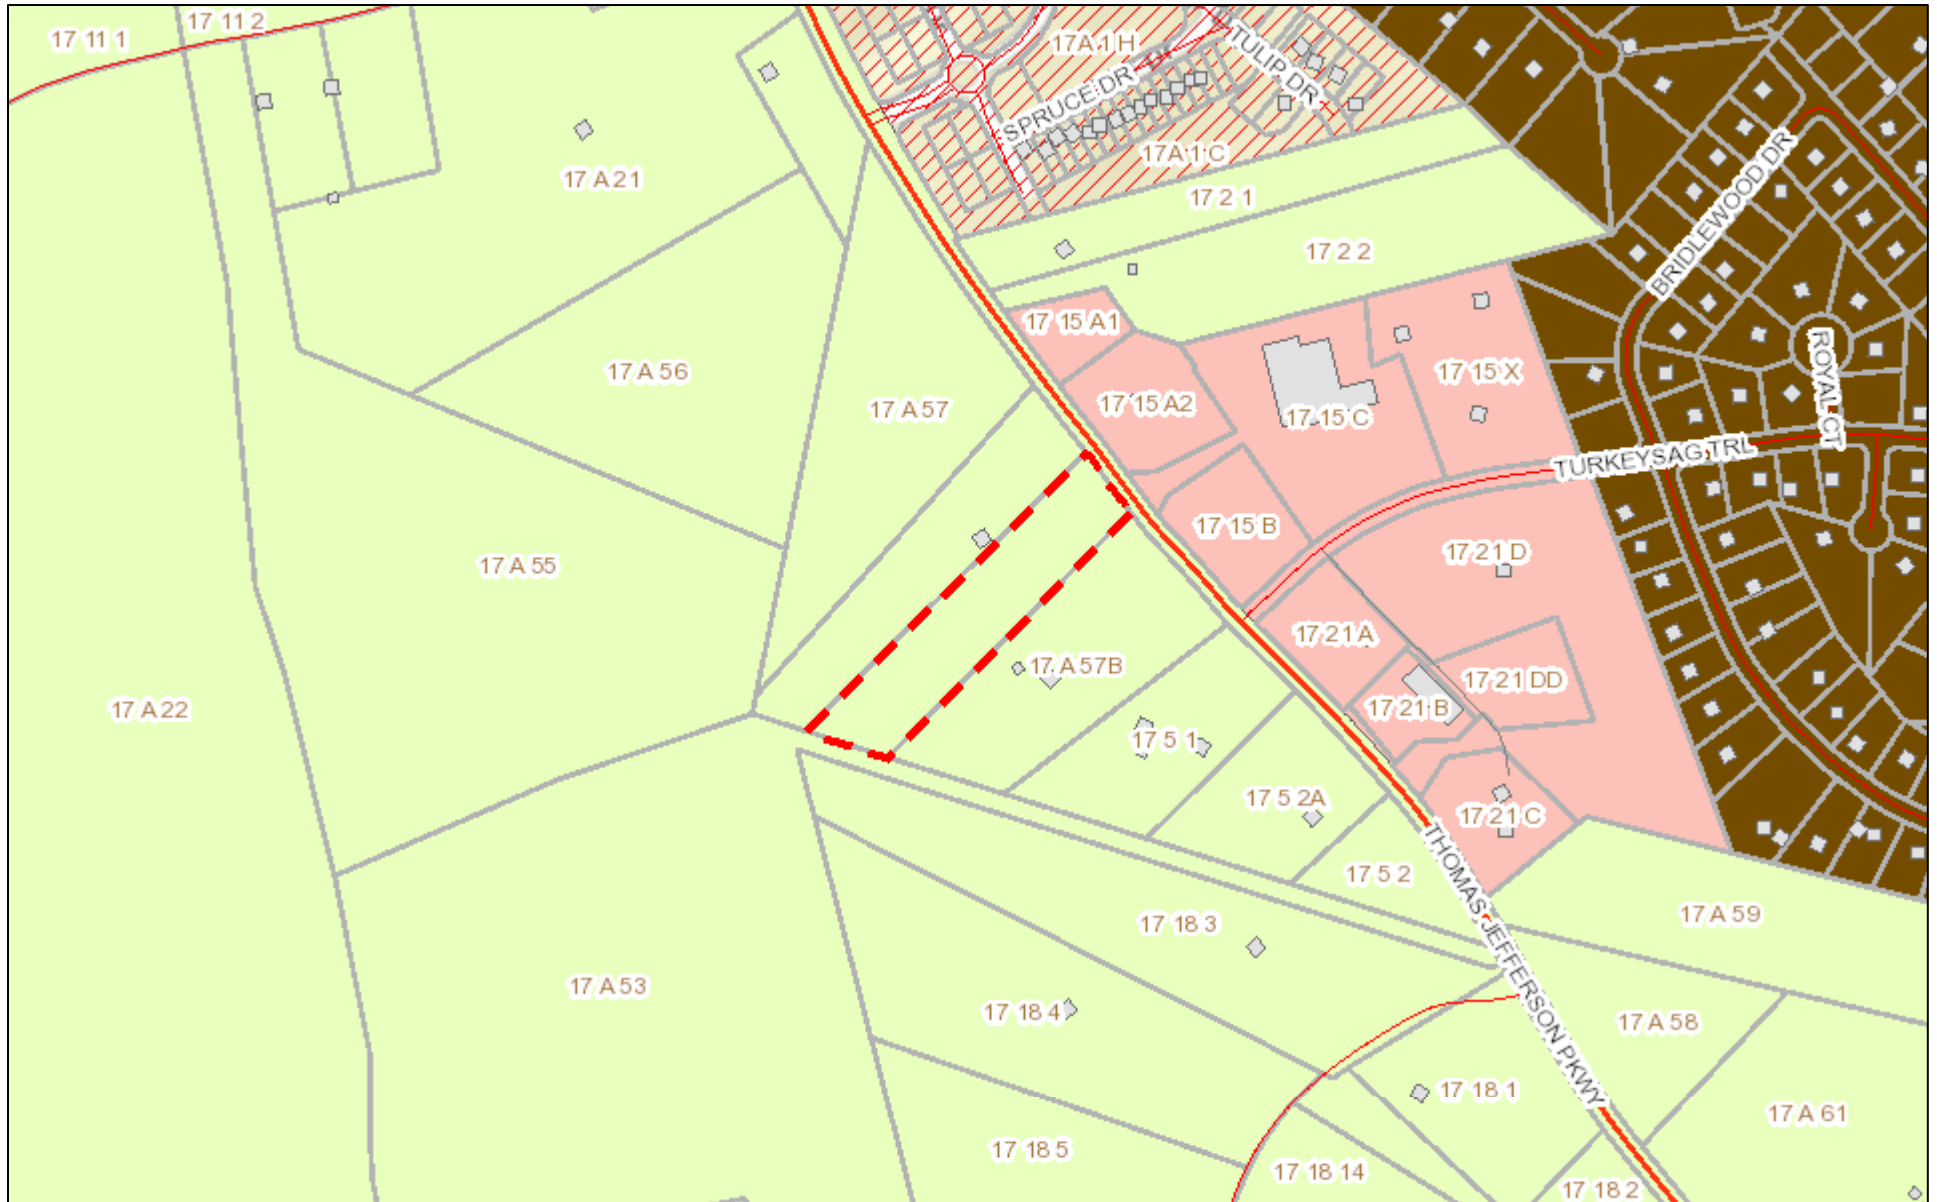 17 11 1
17 11 2
17A 1 H
TULIP DR
SPRUCE DR
17A 1 C
17 A 21
17 2 1
17 2 2
BRIDLEWOOD DR
17 15 A1
17 A 56
17 15 X
ROYAL CT
17 A 57
17 15 A2
17 15 C
TURKEYSAG TRL
17 15 B
17 21 D
17 A 55
17 21 A
17 A 57B
17 21 DD
17 A 22
17 21 B
17 5 1
17 5 2A
17 21 C
17 5 2
THOMAS JEFFERSON PKWY
17 18 3
17 A 59
17 A 53
17 18 4
17 A 58
17 18 1
17 A 61
17 18 5
17 18 14
17 18 2